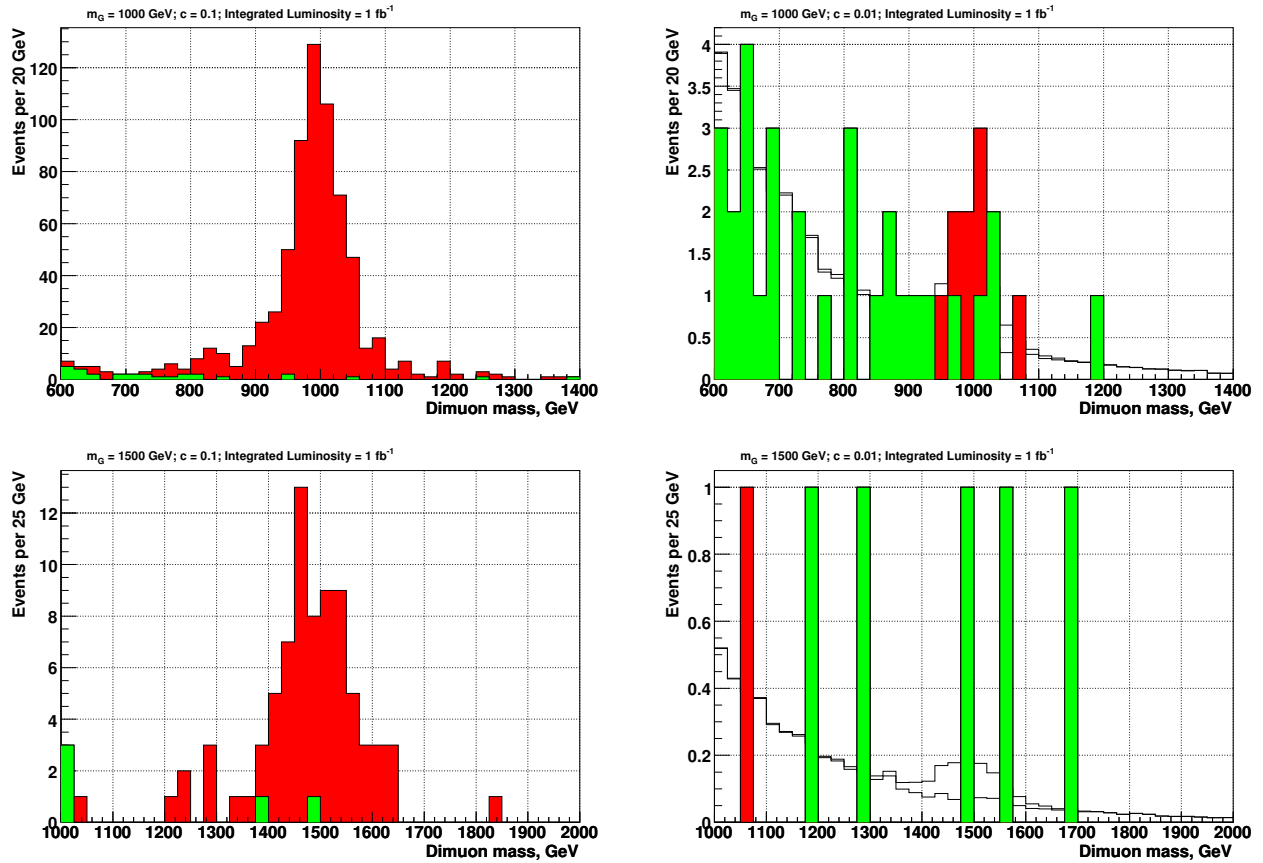 m_G = 1000 GeV; c = 0.1; Integrated Luminosity = 1 fb^-1
Events per 20 GeV
120
100
80
60
40
20
0
600 700 800 900 1000 1100 1200 1300 1400
Dimuon mass, GeV
m_G = 1000 GeV; c = 0.01; Integrated Luminosity = 1 fb^-1
Events per 20 GeV
4
3.5
3
2.5
2
1.5
1
0.5
0
600 700 800 900 1000 1100 1200 1300 1400
Dimuon mass, GeV
m_G = 1500 GeV; c = 0.1; Integrated Luminosity = 1 fb^-1
Events per 25 GeV
12
10
8
6
4
2
0
1000 1100 1200 1300 1400 1500 1600 1700 1800 1900 2000
Dimuon mass, GeV
m_G = 1500 GeV; c = 0.01; Integrated Luminosity = 1 fb^-1
Events per 25 GeV
1
0.8
0.6
0.4
0.2
0
1000 1100 1200 1300 1400 1500 1600 1700 1800 1900 2000
Dimuon mass, GeV